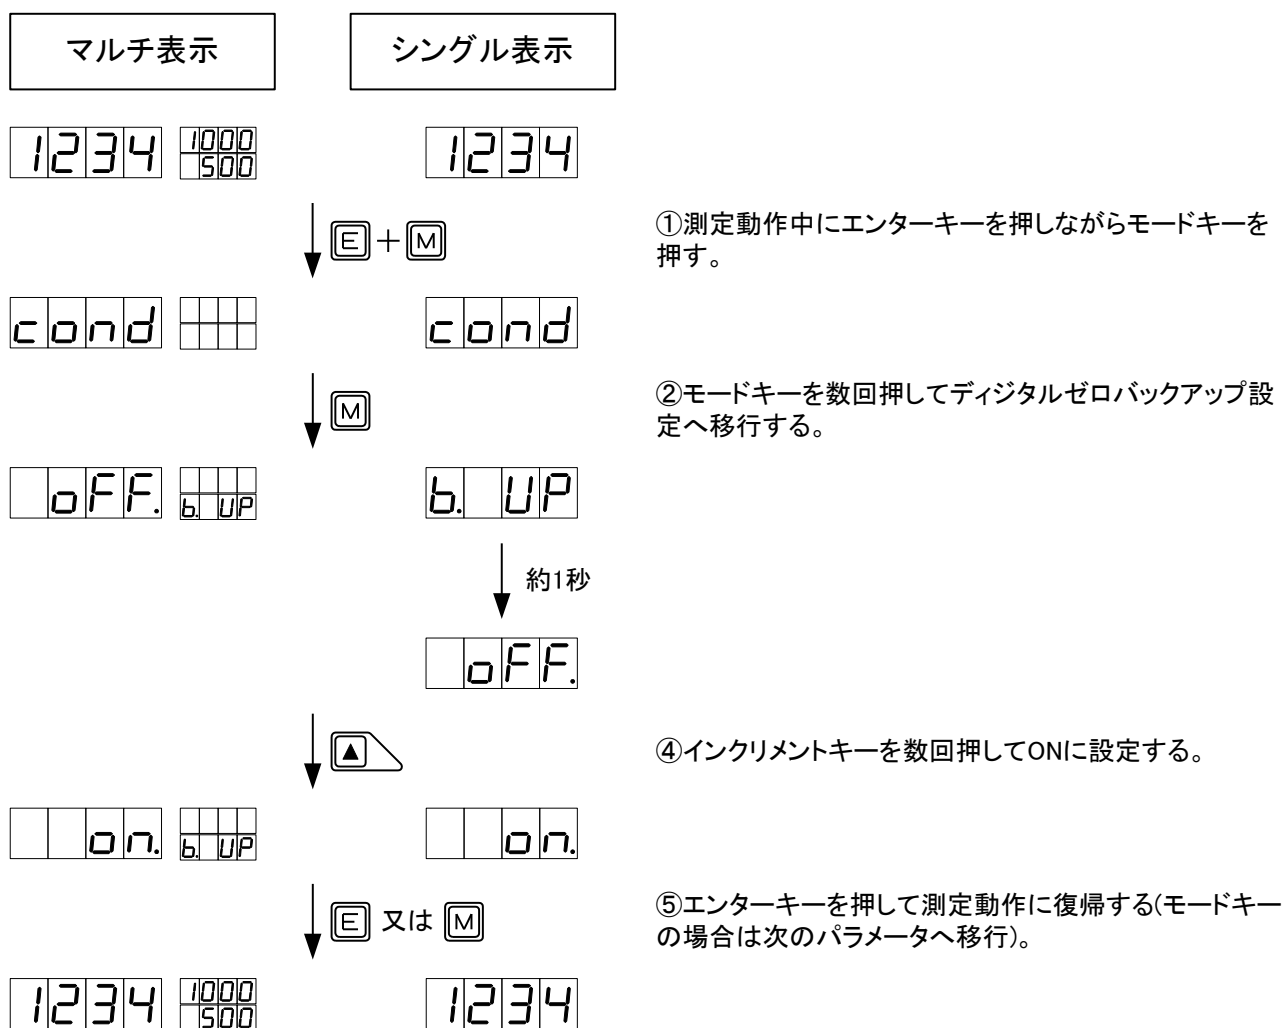 マルチ表示 シングル表示
1234 1000 1234
500
E+M ①測定動作中にエンターキーを押しながらモードキーを
押す。
cond cond
M ②モードキーを数回押してディジタルゼロバックアップ設
定へ移行する。
oFF. b. UP b. UP
約1秒
oFF.
▲ ④インクリメントキーを数回押してONに設定する。
on. b. UP on.
E 又は M ⑤エンターキーを押して測定動作に復帰する(モードキー
の場合は次のパラメータへ移行)。
1234 1000 1234
500